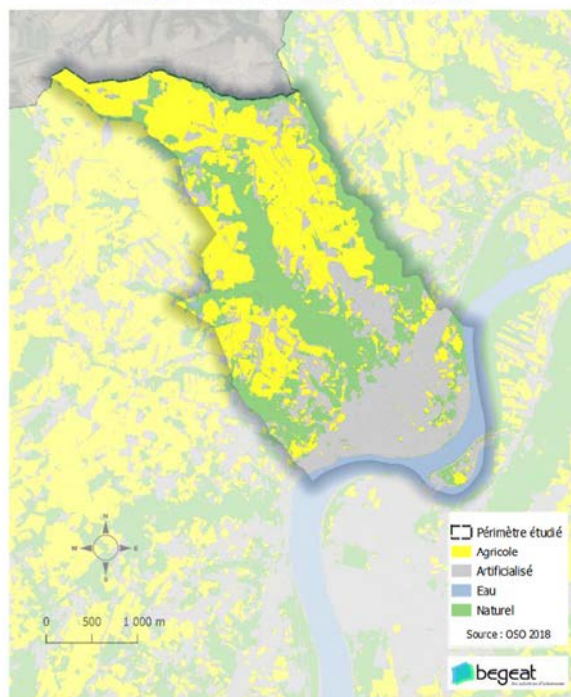 N
W E
S
0 500 1 000 m
Périmètre étudié
Agricole
Artificialisé
Eau
Naturel
Source : OSO 2018
begeat